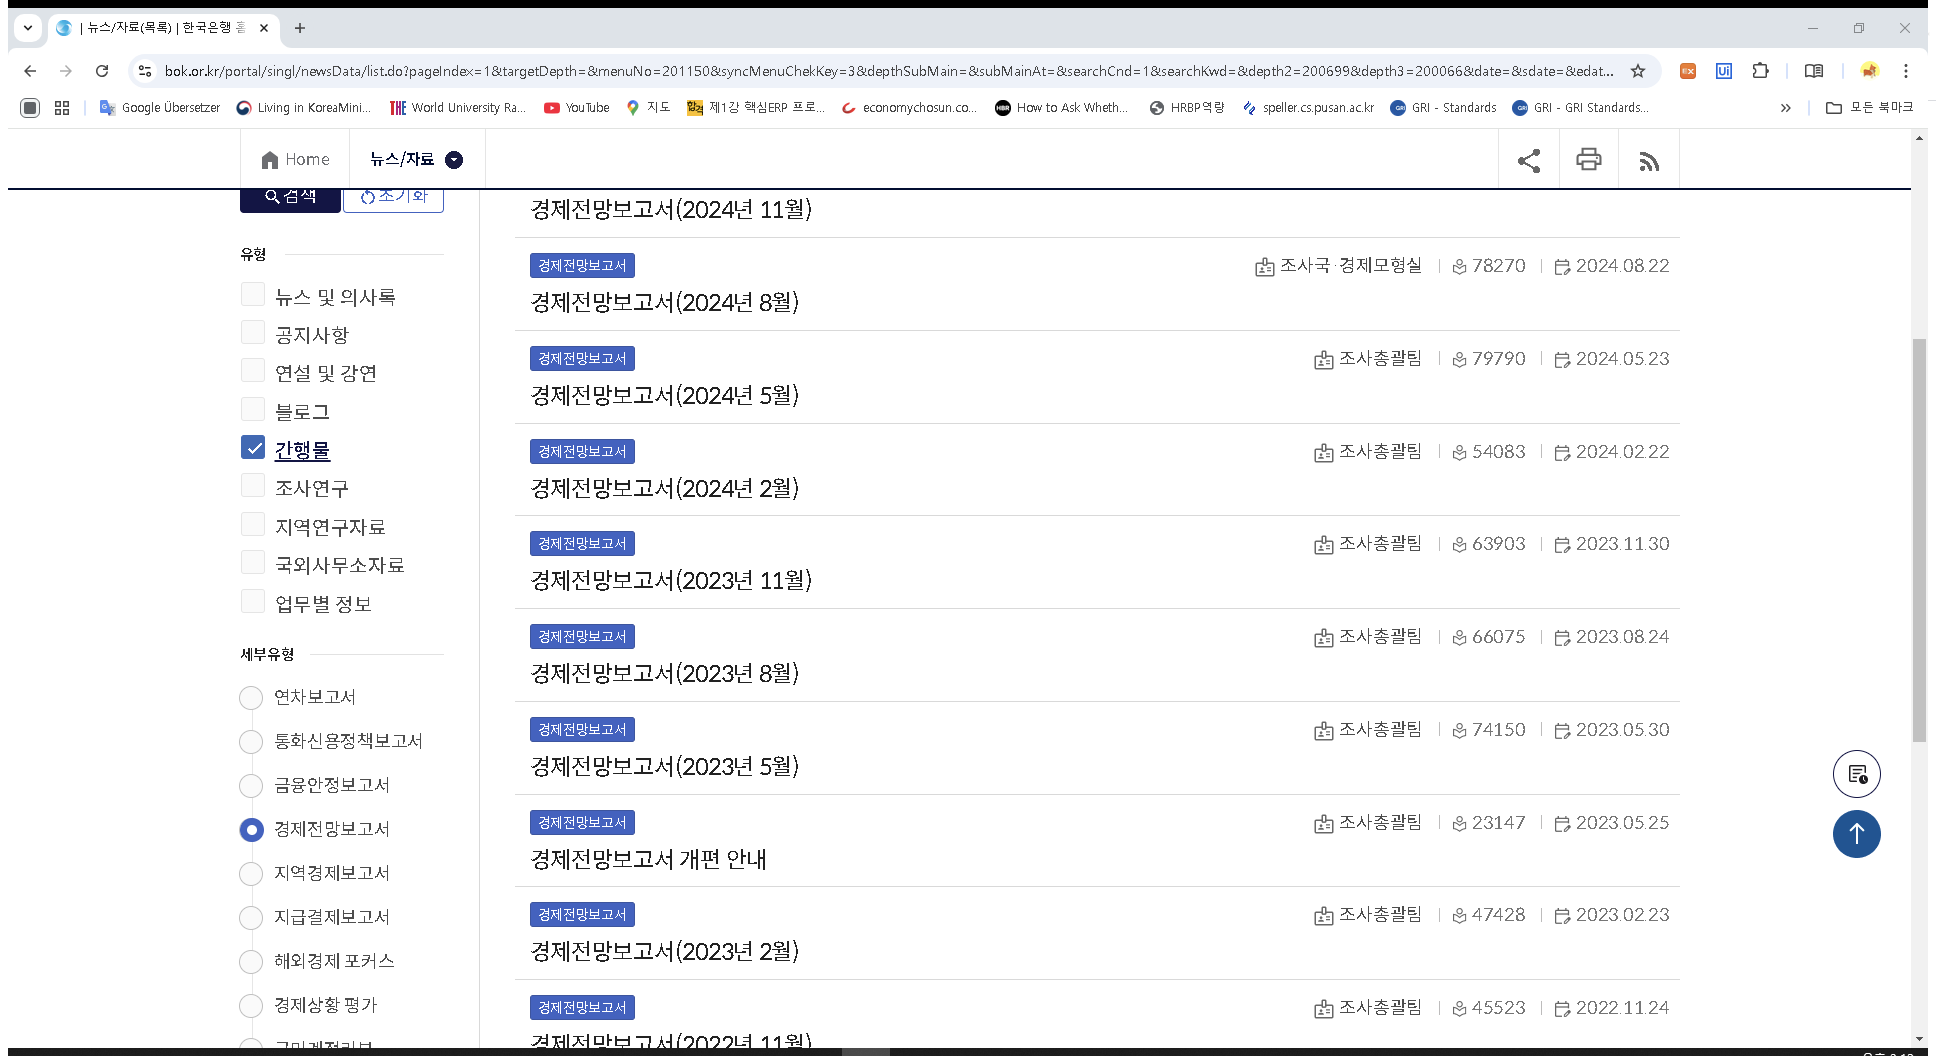 | 뉴스/자료(목록) | 한국은행 홈
bok.or.kr/portal/singl/newsData/list.do?pageIndex=1&targetDepth=&menuNo=201150&syncMenuChekKey=3&depthSubMain=&subMainAt=&searchCnd=1&searchKwd=&depth2=200699&depth3=200066&date=&sdate=&edat...
Google Übersetzer
Living in KoreaMini...
World University Ra...
YouTube
지도
제1강 핵심ERP 프로...
economychosun.co...
How to Ask Wheth...
HRBP역량
speller.cs.pusan.ac.kr
GRI - Standards
GRI - GRI Standards...
모든 북마크
Home
뉴스/자료
검색
초기화
유형
뉴스 및 의사록
공지사항
연설 및 강연
블로그
간행물
조사연구
지역연구자료
국외사무소자료
업무별 정보
세부유형
연차보고서
통화신용정책보고서
금융안정보고서
경제전망보고서
지역경제보고서
지급결제보고서
해외경제 포커스
경제상황 평가
경제전망보고서(2024년 11월)
경제전망보고서
조사국·경제모형실 78270 2024.08.22
경제전망보고서(2024년 8월)
경제전망보고서
조사총괄팀 79790 2024.05.23
경제전망보고서(2024년 5월)
경제전망보고서
조사총괄팀 54083 2024.02.22
경제전망보고서(2024년 2월)
경제전망보고서
조사총괄팀 63903 2023.11.30
경제전망보고서(2023년 11월)
경제전망보고서
조사총괄팀 66075 2023.08.24
경제전망보고서(2023년 8월)
경제전망보고서
조사총괄팀 74150 2023.05.30
경제전망보고서(2023년 5월)
경제전망보고서
조사총괄팀 23147 2023.05.25
경제전망보고서 개편 안내
경제전망보고서
조사총괄팀 47428 2023.02.23
경제전망보고서(2023년 2월)
경제전망보고서
조사총괄팀 45523 2022.11.24
경제전망보고서(2022년 11월)